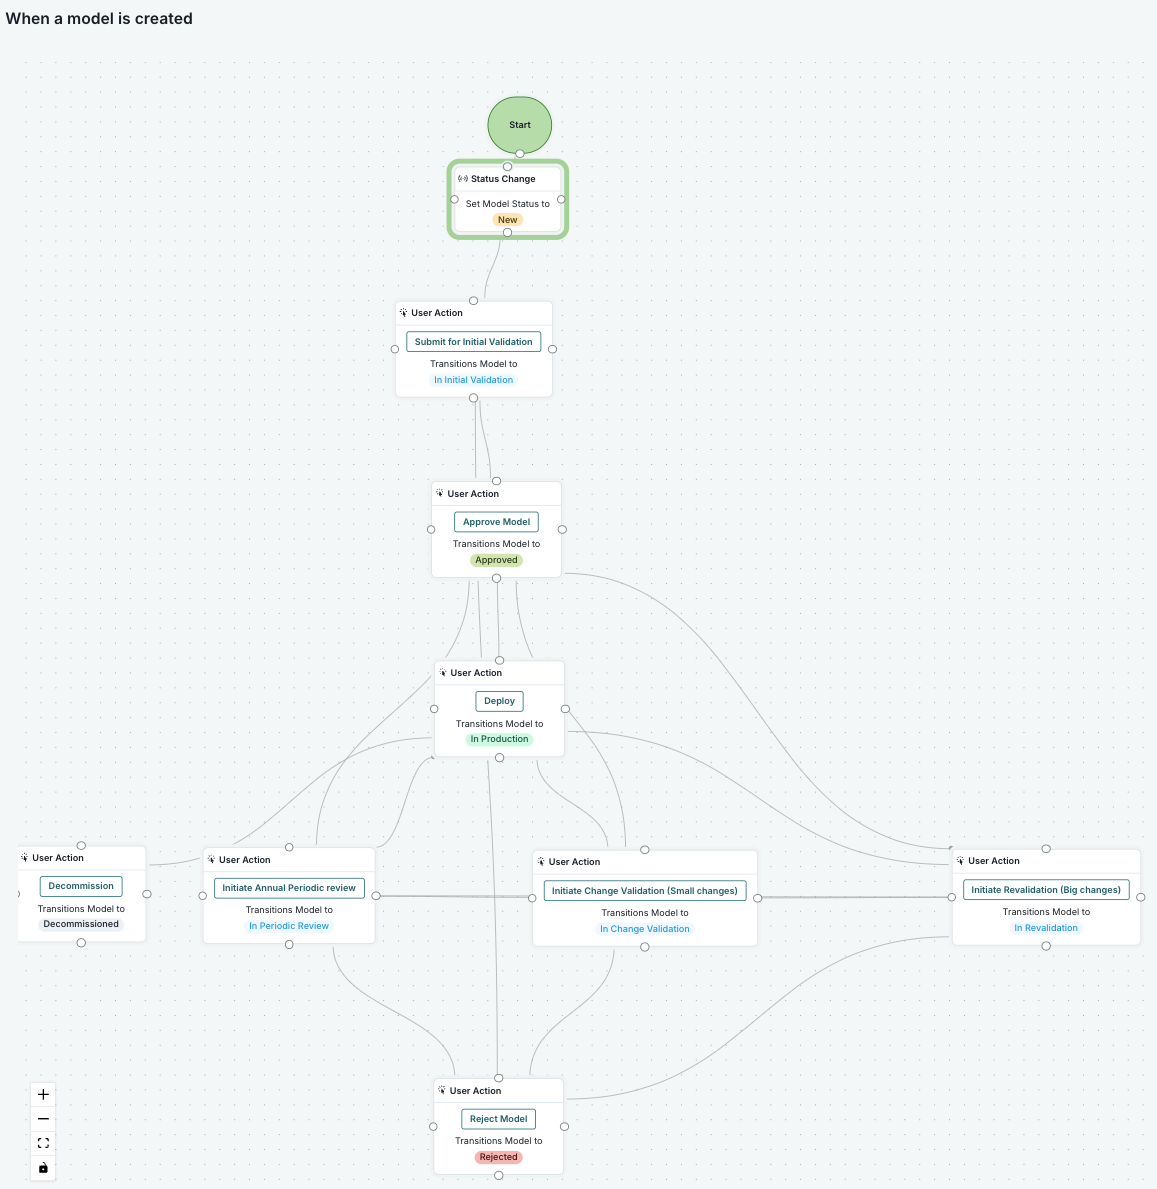 When a model is created
Start
Status Change
Set Model Status to
New
User Action
Submit for Initial Validation
Transitions Model to
In Initial Validation
User Action
Approve Model
Transitions Model to
Approved
User Action
Deploy
Transitions Model to
In Production
User Action
Decommission
Transitions Model to
Decommissioned
User Action
Initiate Annual Periodic review
Transitions Model to
In Periodic Review
User Action
Initiate Change Validation (Small changes)
Transitions Model to
In Change Validation
User Action
Initiate Revalidation (Big changes)
Transitions Model to
In Revalidation
User Action
Reject Model
Transitions Model to
Rejected